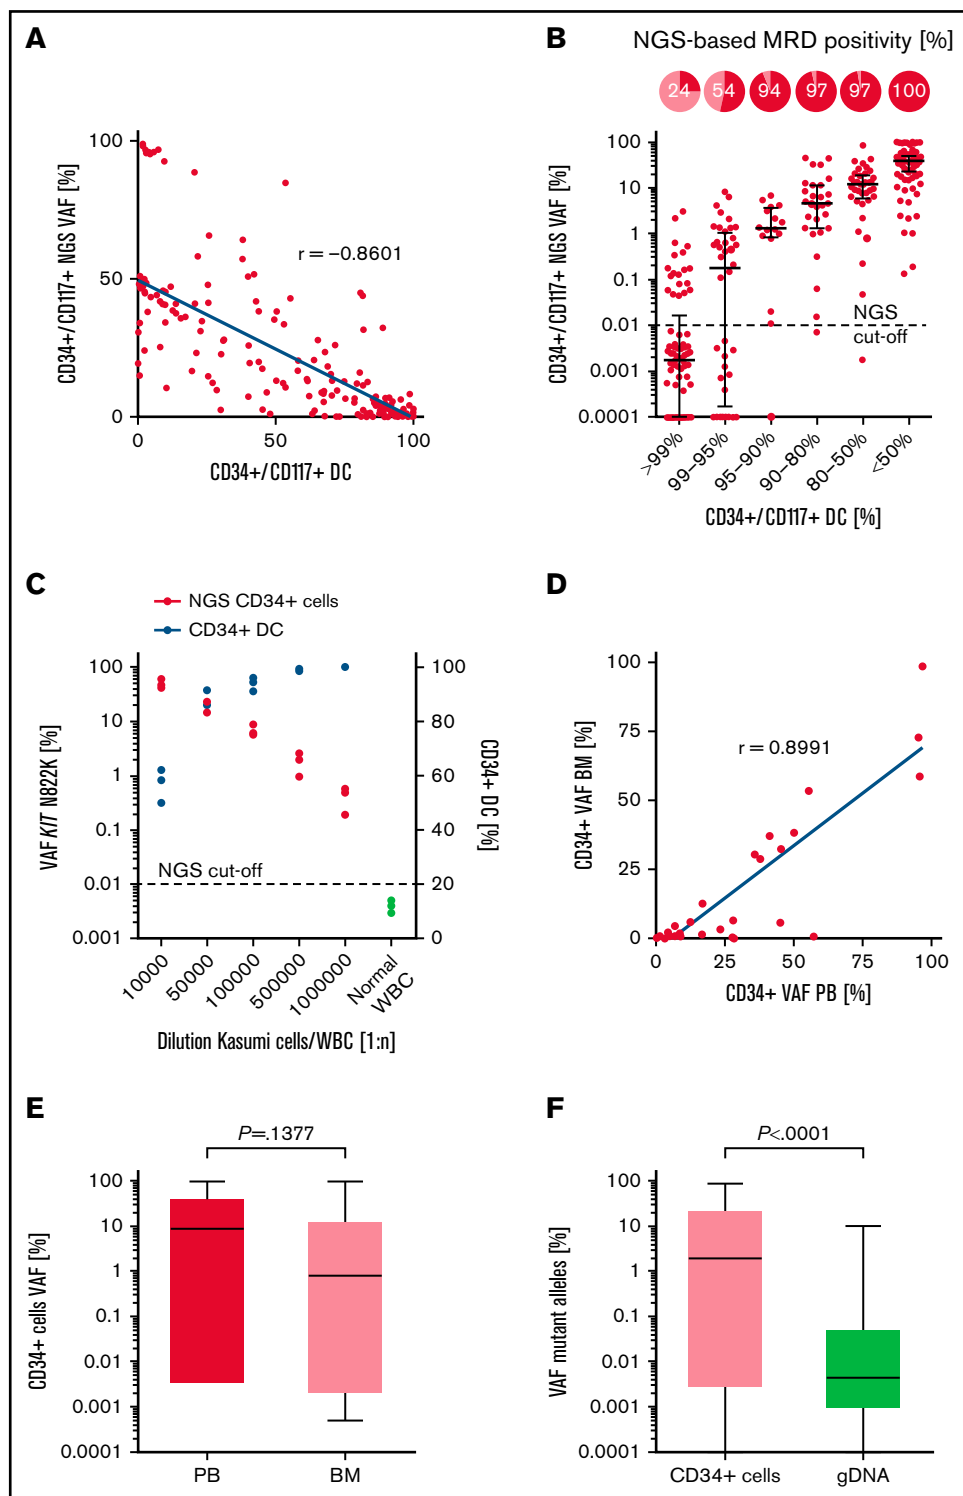 A
100
50
0
0
50
100
CD34+/CD117+ NGS VAF [%]
r = −0.8601
CD34+/CD117+ DC
B
NGS-based MRD positivity [%]
24
54
94
97
97
100
100
10
1
0.1
0.01
0.001
0.0001
CD34+/CD117+ NGS VAF [%]
NGS
cut-off
>99%
99–95%
95–90%
90–80%
80–50%
<50%
CD34+/CD117+ DC [%]
C
NGS CD34+ cells
CD34+ DC
100
10
1
0.1
0.01
0.001
VAF KIT N822K [%]
100
80
60
40
20
0
CD34+ DC
[%]
NGS cut-off
10000
50000
100000
500000
1000000
Normal
WBC
Dilution Kasumi cells/WBC [1:n]
D
100
75
50
25
0
CD34+ VAF BM [%]
r = 0.8991
0
25
50
75
100
CD34+ VAF PB [%]
E
P=.1377
100
10
1
0.1
0.01
0.001
0.0001
CD34+ cells VAF [%]
PB
BM
F
P<.0001
100
10
1
0.1
0.01
0.001
0.0001
VAF mutant alleles [%]
CD34+ cells
gDNA